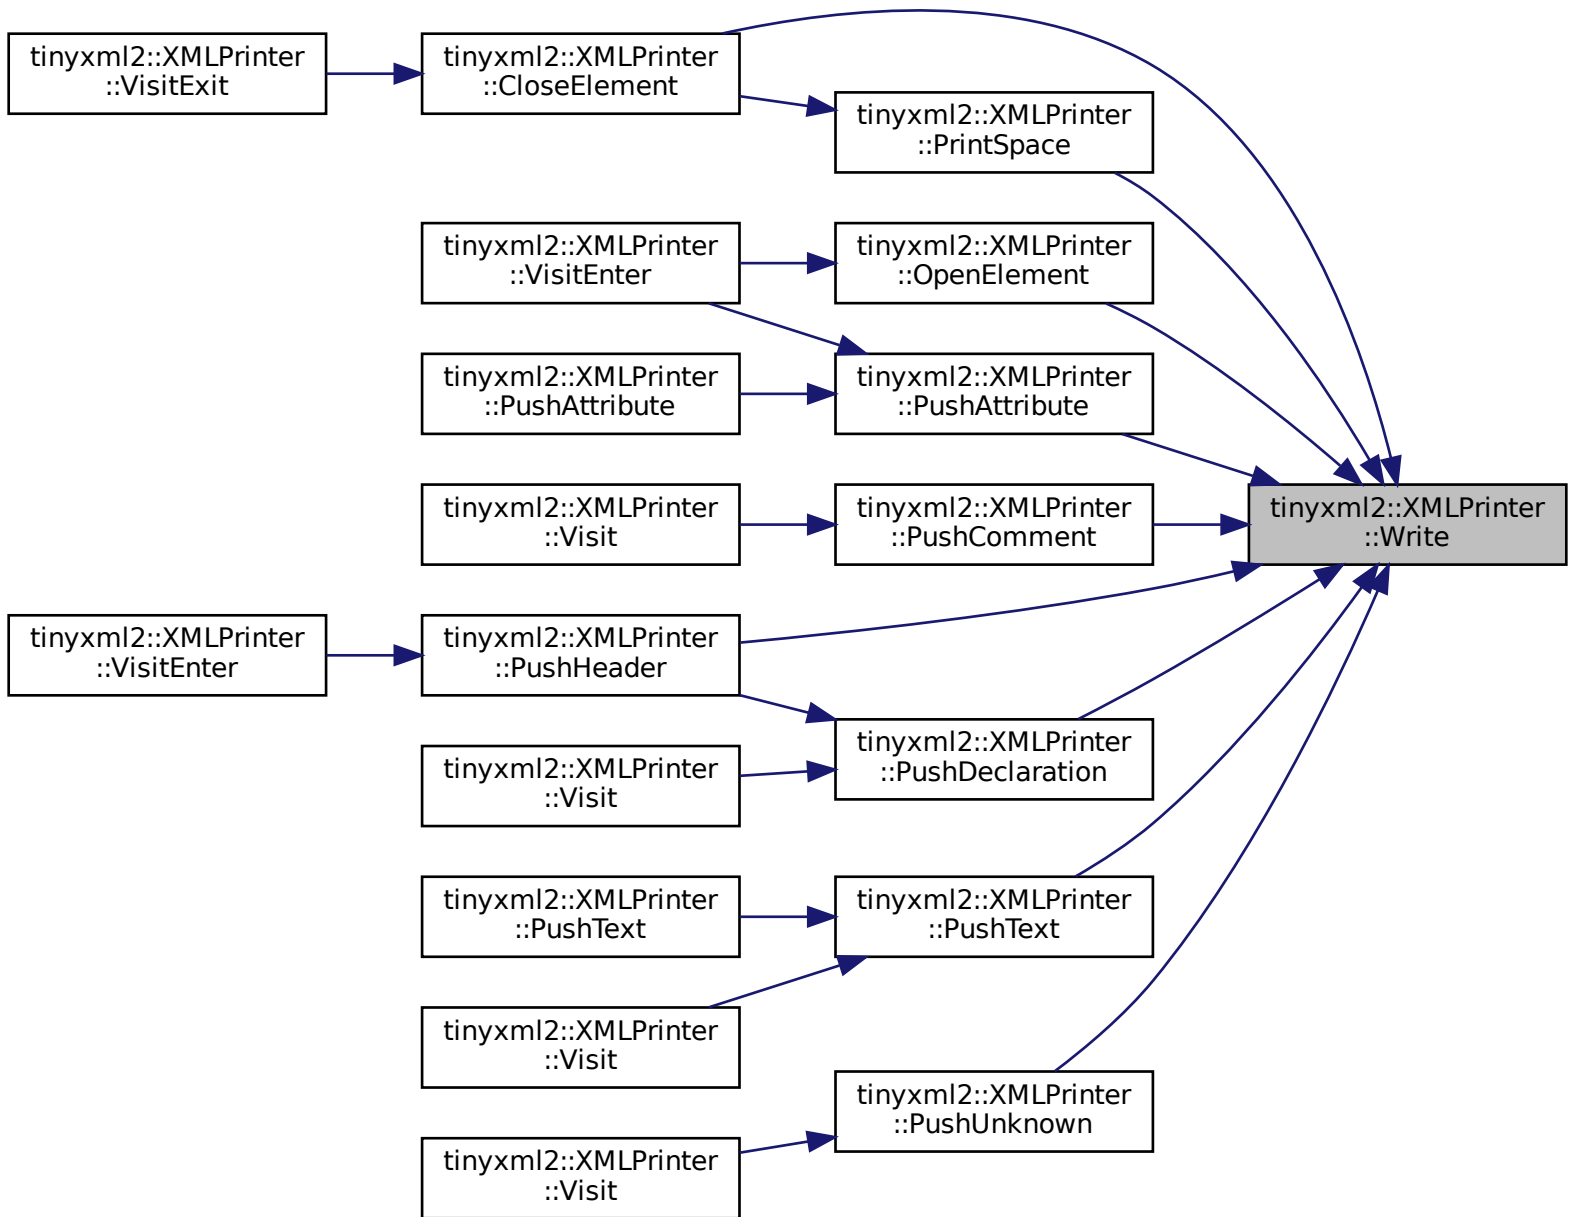 tinyxml2::XMLPrinter
::VisitExit
tinyxml2::XMLPrinter
::CloseElement
tinyxml2::XMLPrinter
::PrintSpace
tinyxml2::XMLPrinter
::VisitEnter
tinyxml2::XMLPrinter
::OpenElement
tinyxml2::XMLPrinter
::PushAttribute
tinyxml2::XMLPrinter
::PushAttribute
tinyxml2::XMLPrinter
::Visit
tinyxml2::XMLPrinter
::PushComment
tinyxml2::XMLPrinter
::Write
tinyxml2::XMLPrinter
::VisitEnter
tinyxml2::XMLPrinter
::PushHeader
tinyxml2::XMLPrinter
::Visit
tinyxml2::XMLPrinter
::PushDeclaration
tinyxml2::XMLPrinter
::PushText
tinyxml2::XMLPrinter
::PushText
tinyxml2::XMLPrinter
::Visit
tinyxml2::XMLPrinter
::PushUnknown
tinyxml2::XMLPrinter
::Visit